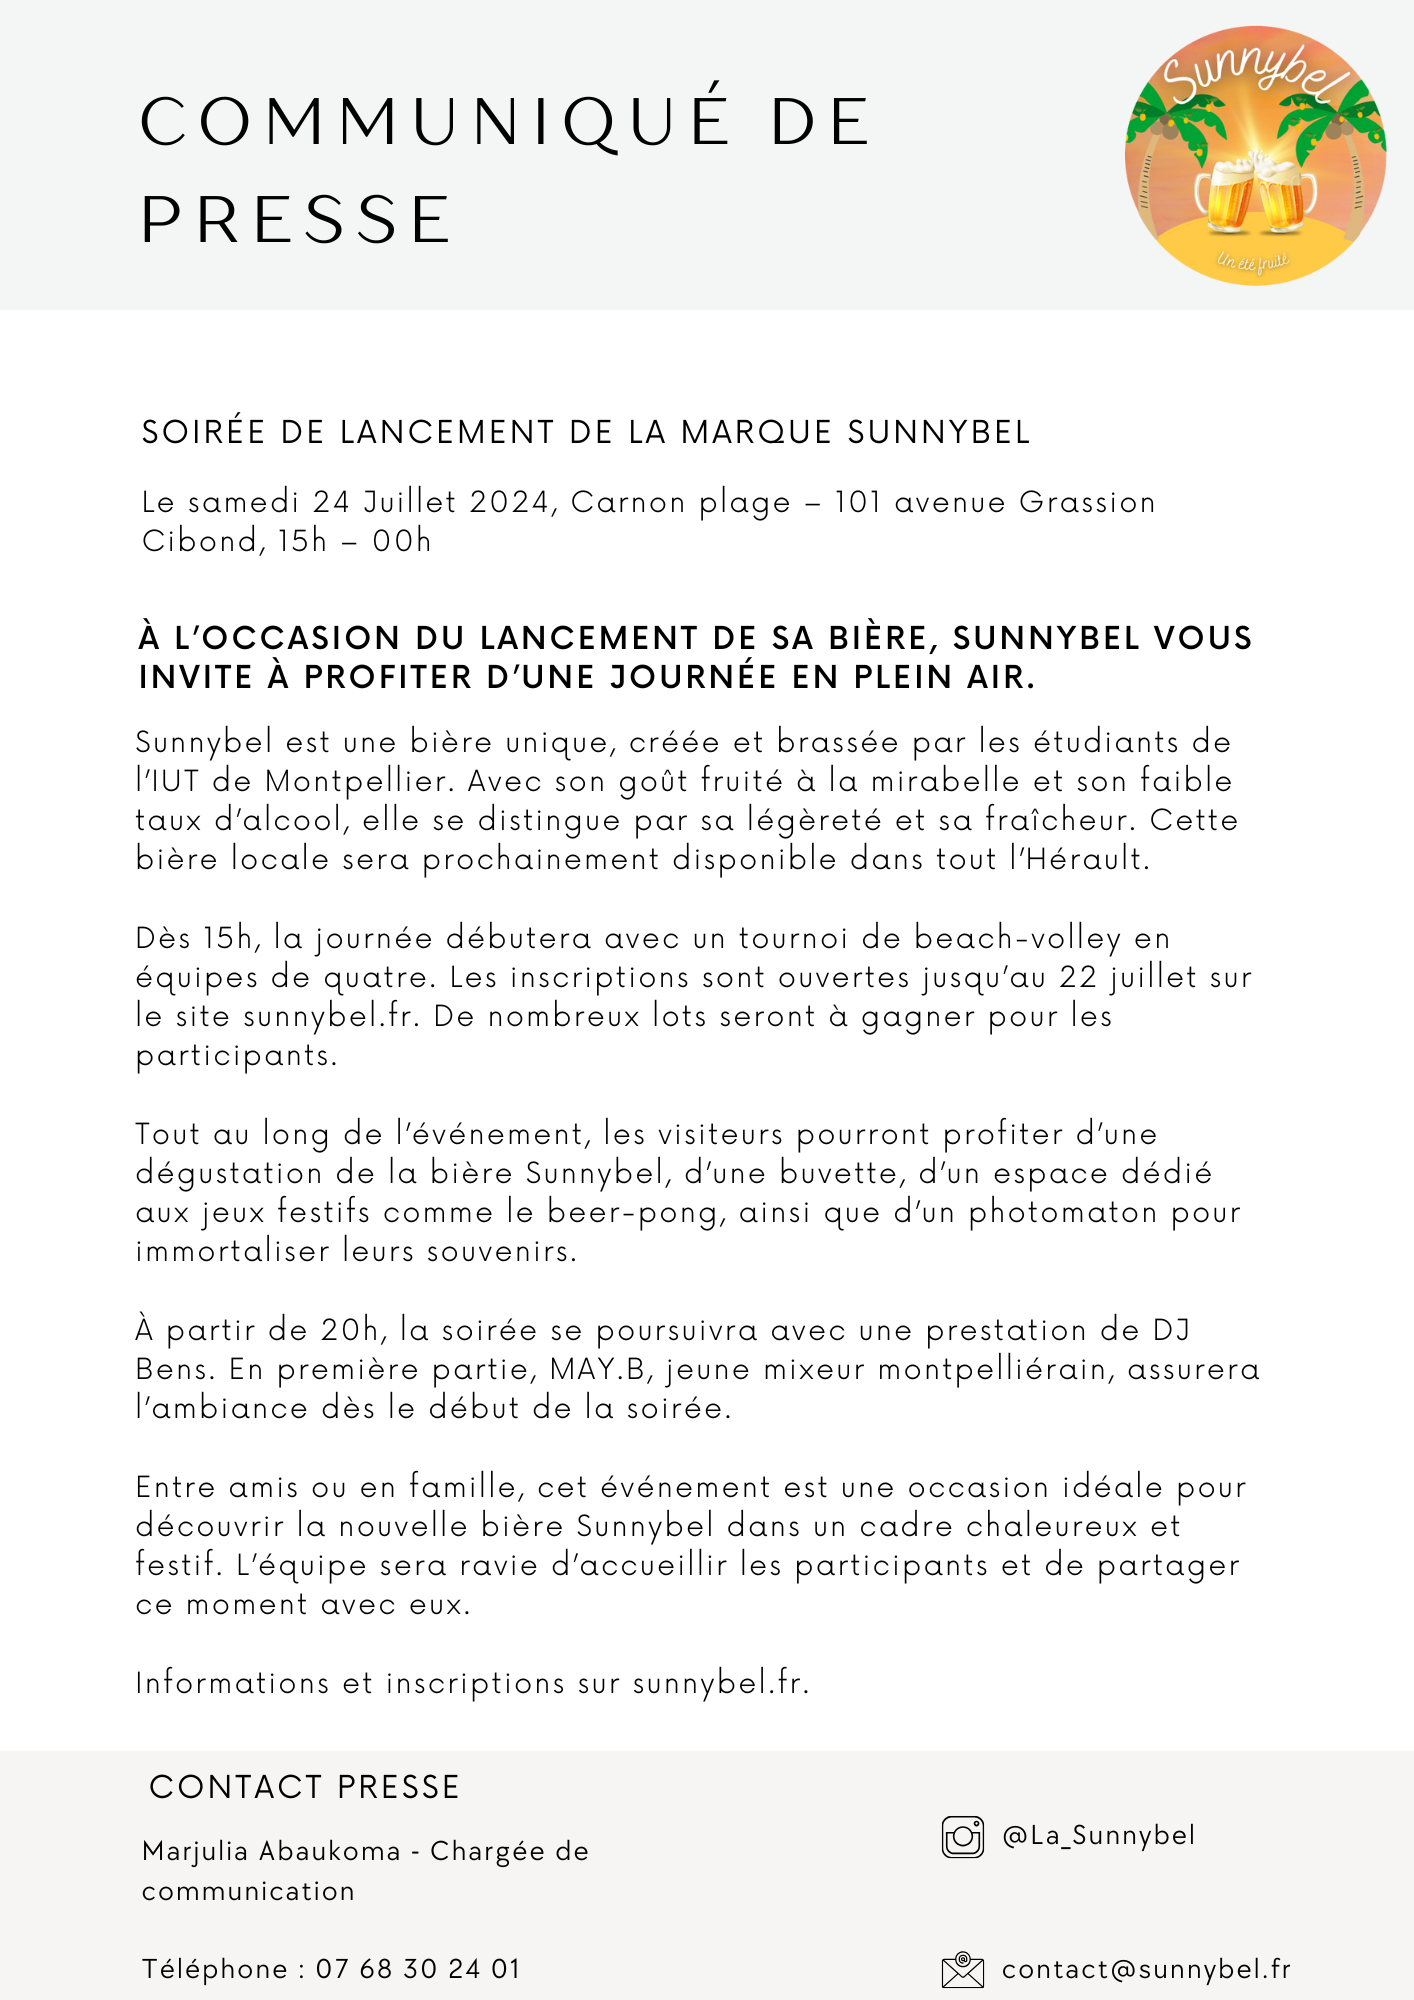 COMMUNIQUÉ DE
PRESSE
Sunnybel
Un été fruité
SOIRÉE DE LANCEMENT DE LA MARQUE SUNNYBEL
Le samedi 24 Juillet 2024, Carnon plage – 101 avenue Grassion
Cibond, 15h – 00h
À L’OCCASION DU LANCEMENT DE SA BIÈRE, SUNNYBEL VOUS
INVITE À PROFITER D’UNE JOURNÉE EN PLEIN AIR.
Sunnybel est une bière unique, créée et brassée par les étudiants de
l’IUT de Montpellier. Avec son goût fruité à la mirabelle et son faible
taux d’alcool, elle se distingue par sa légèreté et sa fraîcheur. Cette
bière locale sera prochainement disponible dans tout l’Hérault.
Dès 15h, la journée débutera avec un tournoi de beach-volley en
équipes de quatre. Les inscriptions sont ouvertes jusqu’au 22 juillet sur
le site sunnybel.fr. De nombreux lots seront à gagner pour les
participants.
Tout au long de l’événement, les visiteurs pourront profiter d’une
dégustation de la bière Sunnybel, d’une buvette, d’un espace dédié
aux jeux festifs comme le beer-pong, ainsi que d’un photomaton pour
immortaliser leurs souvenirs.
À partir de 20h, la soirée se poursuivra avec une prestation de DJ
Bens. En première partie, MAY.B, jeune mixeur montpelliérain, assurera
l’ambiance dès le début de la soirée.
Entre amis ou en famille, cet événement est une occasion idéale pour
découvrir la nouvelle bière Sunnybel dans un cadre chaleureux et
festif. L’équipe sera ravie d’accueillir les participants et de partager
ce moment avec eux.
Informations et inscriptions sur sunnybel.fr.
CONTACT PRESSE
Marjulia Abaukoma - Chargée de
communication
Téléphone : 07 68 30 24 01
@La_Sunnybel
contact@sunnybel.fr